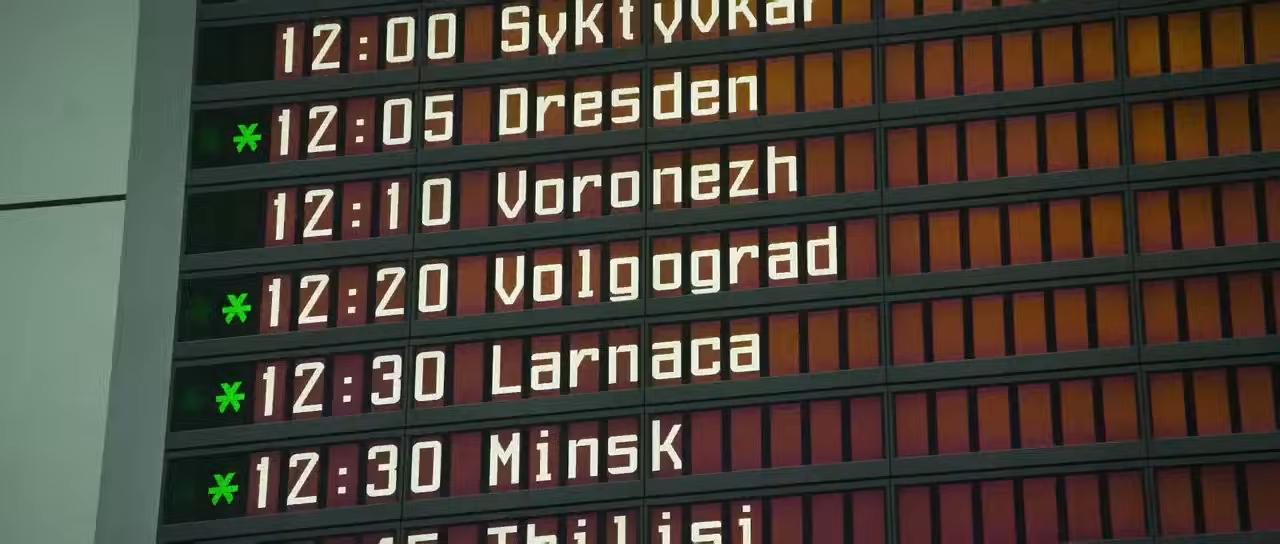 12:00 Syktyvkar
*12:05 Dresden
12:10 Voronezh
*12:20 Volgograd
*12:30 Larnaca
*12:30 Minsk
Tbilisi